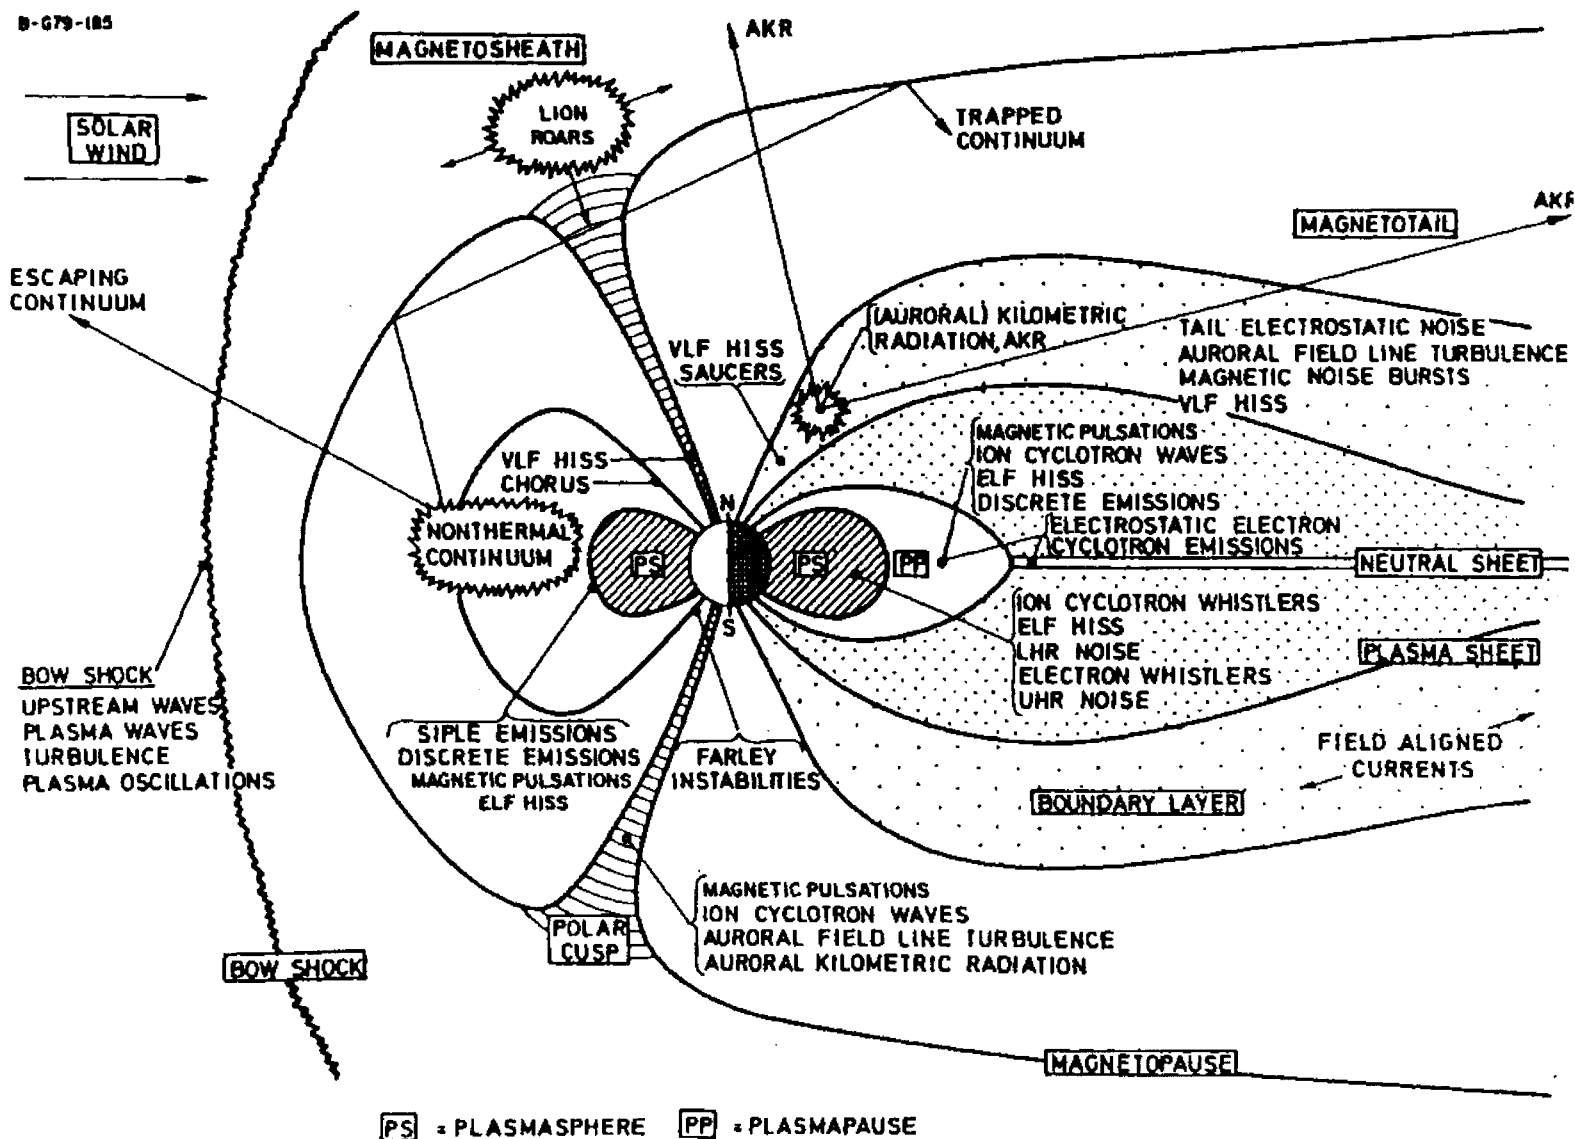 B-G79-185
MAGNETOSHEATH
AKR
SOLAR
WIND
LION
ROARS
TRAPPED
CONTINUUM
AKR
MAGNETOTAIL
ESCAPING
CONTINUUM
(AURORAL) KILOMETRIC
RADIATION, AKR
VLF HISS
SAUCERS
TAIL ELECTROSTATIC NOISE
AURORAL FIELD LINE TURBULENCE
MAGNETIC NOISE BURSTS
VLF HISS
MAGNETIC PULSATIONS
ION CYCLOTRON WAVES
ELF HISS
DISCRETE EMISSIONS
VLF HISS
CHORUS
N
NONTHERMAL
CONTINUUM
ELECTROSTATIC ELECTRON
CYCLOTRON EMISSIONS
PS
PS
PP
NEUTRAL SHEET
S
ION CYCLOTRON WHISTLERS
ELF HISS
LHR NOISE
ELECTRON WHISTLERS
UHR NOISE
PLASMA SHEET
BOW SHOCK
UPSTREAM WAVES
PLASMA WAVES
TURBULENCE
PLASMA OSCILLATIONS
SIPLE EMISSIONS
DISCRETE EMISSIONS
MAGNETIC PULSATIONS
ELF HISS
FARLEY
INSTABILITIES
FIELD ALIGNED
CURRENTS
BOUNDARY LAYER
MAGNETIC PULSATIONS
ION CYCLOTRON WAVES
AURORAL FIELD LINE TURBULENCE
AURORAL KILOMETRIC RADIATION
POLAR
CUSP
BOW SHOCK
MAGNETOPAUSE
PS = PLASMASPHERE PP = PLASMAPAUSE